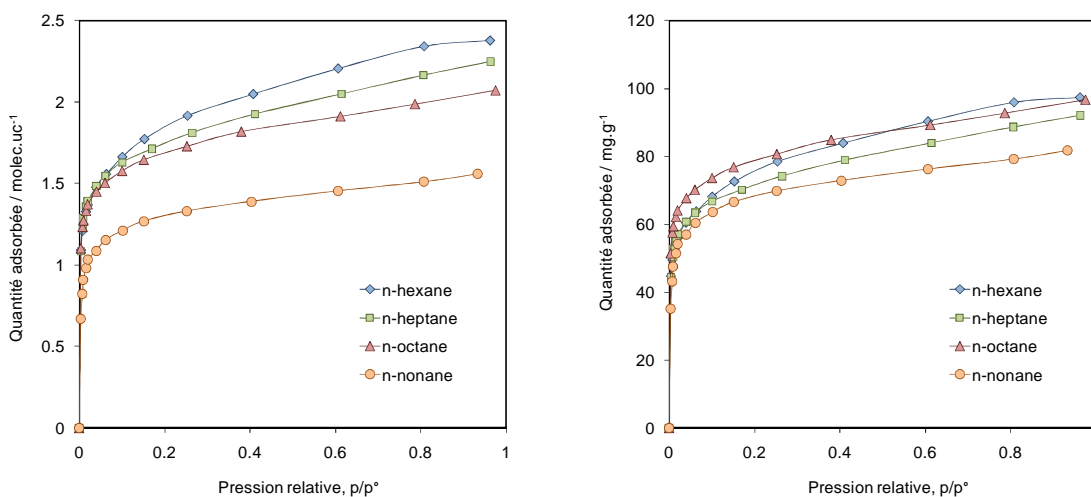 2.5
2
1.5
1
0.5
0
0
0.2
0.4
0.6
0.8
1
Quantité adsorbée / molec.uc⁻¹
Pression relative, p/p°
n-hexane
n-heptane
n-octane
n-nonane
120
100
80
60
40
20
0
0
0.2
0.4
0.6
0.8
Quantité adsorbée / mg.g⁻¹
Pression relative, p/p°
n-hexane
n-heptane
n-octane
n-nonane